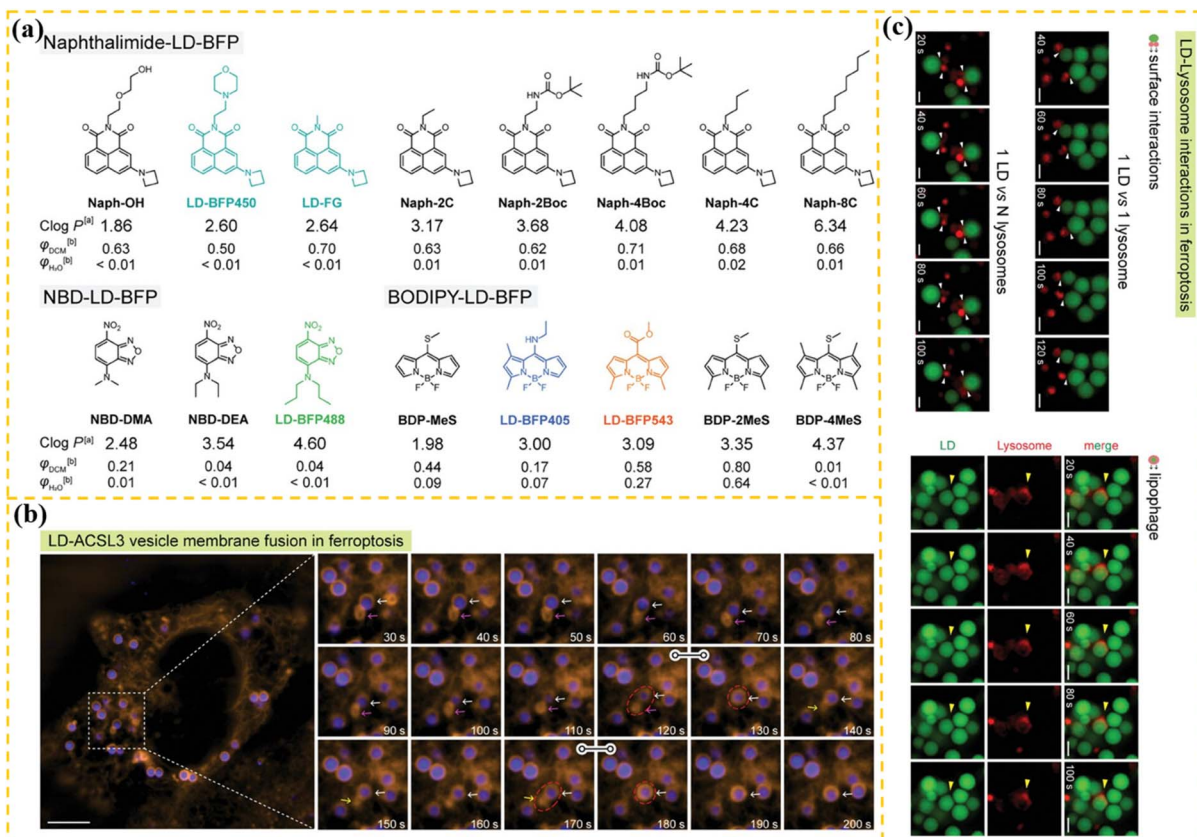 (a)
Naphthalimide-LD-BFP
Naph-OH LD-BFP450 LD-FG Naph-2C Naph-2Boc Naph-4Boc Naph-4C Naph-8C
Clog P[a] 1.86 2.60 2.64 3.17 3.68 4.08 4.23 6.34
φDCM[b] 0.63 0.50 0.70 0.63 0.62 0.71 0.68 0.66
φH₂O[b] < 0.01 < 0.01 < 0.01 0.01 0.01 0.01 0.02 0.01
NBD-LD-BFP BODIPY-LD-BFP
NBD-DMA NBD-DEA LD-BFP488 BDP-MeS LD-BFP405 LD-BFP543 BDP-2MeS BDP-4MeS
Clog P[a] 2.48 3.54 4.60 1.98 3.00 3.09 3.35 4.37
φDCM[b] 0.21 0.04 0.04 0.44 0.17 0.58 0.80 0.01
φH₂O[b] 0.01 < 0.01 < 0.01 0.09 0.07 0.27 0.64 < 0.01
(b)
LD-ACSL3 vesicle membrane fusion in ferroptosis
30 s 40 s 50 s 60 s 70 s 80 s
90 s 100 s 110 s 120 s 130 s 140 s
150 s 160 s 170 s 180 s 190 s 200 s
(c)
LD-Lysosome interactions in ferroptosis
: surface interactions
1 LD vs 1 lysosome
40 s 60 s 80 s 100 s 120 s
1 LD vs N lysosomes
20 s 40 s 60 s 80 s 100 s
: lipophage
LD Lysosome merge
20 s 40 s 60 s 80 s 100 s